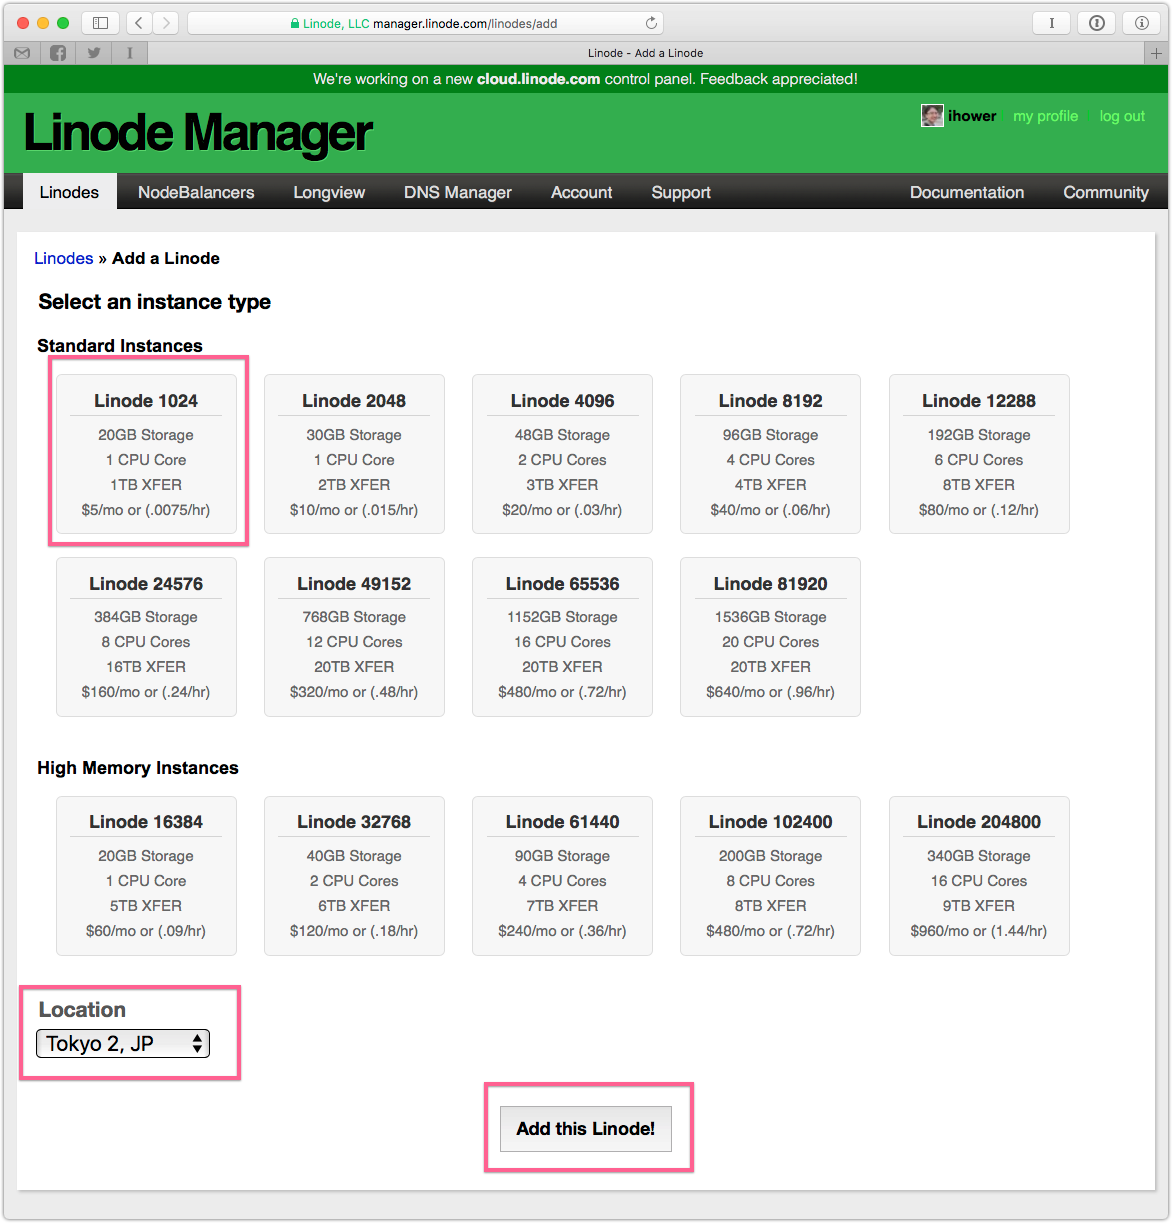 Linode, LLC manager.linode.com/linodes/add
Linode - Add a Linode
We're working on a new cloud.linode.com control panel. Feedback appreciated!
Linode Manager
ihower my profile log out
Linodes NodeBalancers Longview DNS Manager Account Support Documentation Community
Linodes » Add a Linode
Select an instance type
Standard Instances
Linode 1024 Linode 2048 Linode 4096 Linode 8192 Linode 12288
20GB Storage 30GB Storage 48GB Storage 96GB Storage 192GB Storage
1 CPU Core 1 CPU Core 2 CPU Cores 4 CPU Cores 6 CPU Cores
1TB XFER 2TB XFER 3TB XFER 4TB XFER 8TB XFER
$5/mo or (.0075/hr) $10/mo or (.015/hr) $20/mo or (.03/hr) $40/mo or (.06/hr) $80/mo or (.12/hr)
Linode 24576 Linode 49152 Linode 65536 Linode 81920
384GB Storage 768GB Storage 1152GB Storage 1536GB Storage
8 CPU Cores 12 CPU Cores 16 CPU Cores 20 CPU Cores
16TB XFER 20TB XFER 20TB XFER 20TB XFER
$160/mo or (.24/hr) $320/mo or (.48/hr) $480/mo or (.72/hr) $640/mo or (.96/hr)
High Memory Instances
Linode 16384 Linode 32768 Linode 61440 Linode 102400 Linode 204800
20GB Storage 40GB Storage 90GB Storage 200GB Storage 340GB Storage
1 CPU Core 2 CPU Cores 4 CPU Cores 8 CPU Cores 16 CPU Cores
5TB XFER 6TB XFER 7TB XFER 8TB XFER 9TB XFER
$60/mo or (.09/hr) $120/mo or (.18/hr) $240/mo or (.36/hr) $480/mo or (.72/hr) $960/mo or (1.44/hr)
Location
Tokyo 2, JP
Add this Linode!